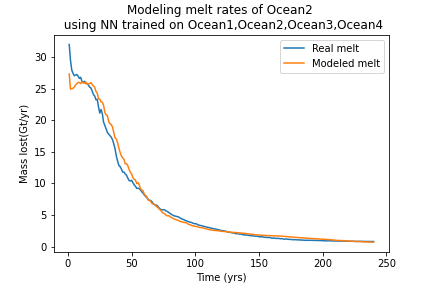 Modeling melt rates of Ocean2
using NN trained on Ocean1,Ocean2,Ocean3,Ocean4
Real melt
Modeled melt
Mass lost(Gt/yr)
30
25
20
15
10
5
0
0
50
100
150
200
250
Time (yrs)